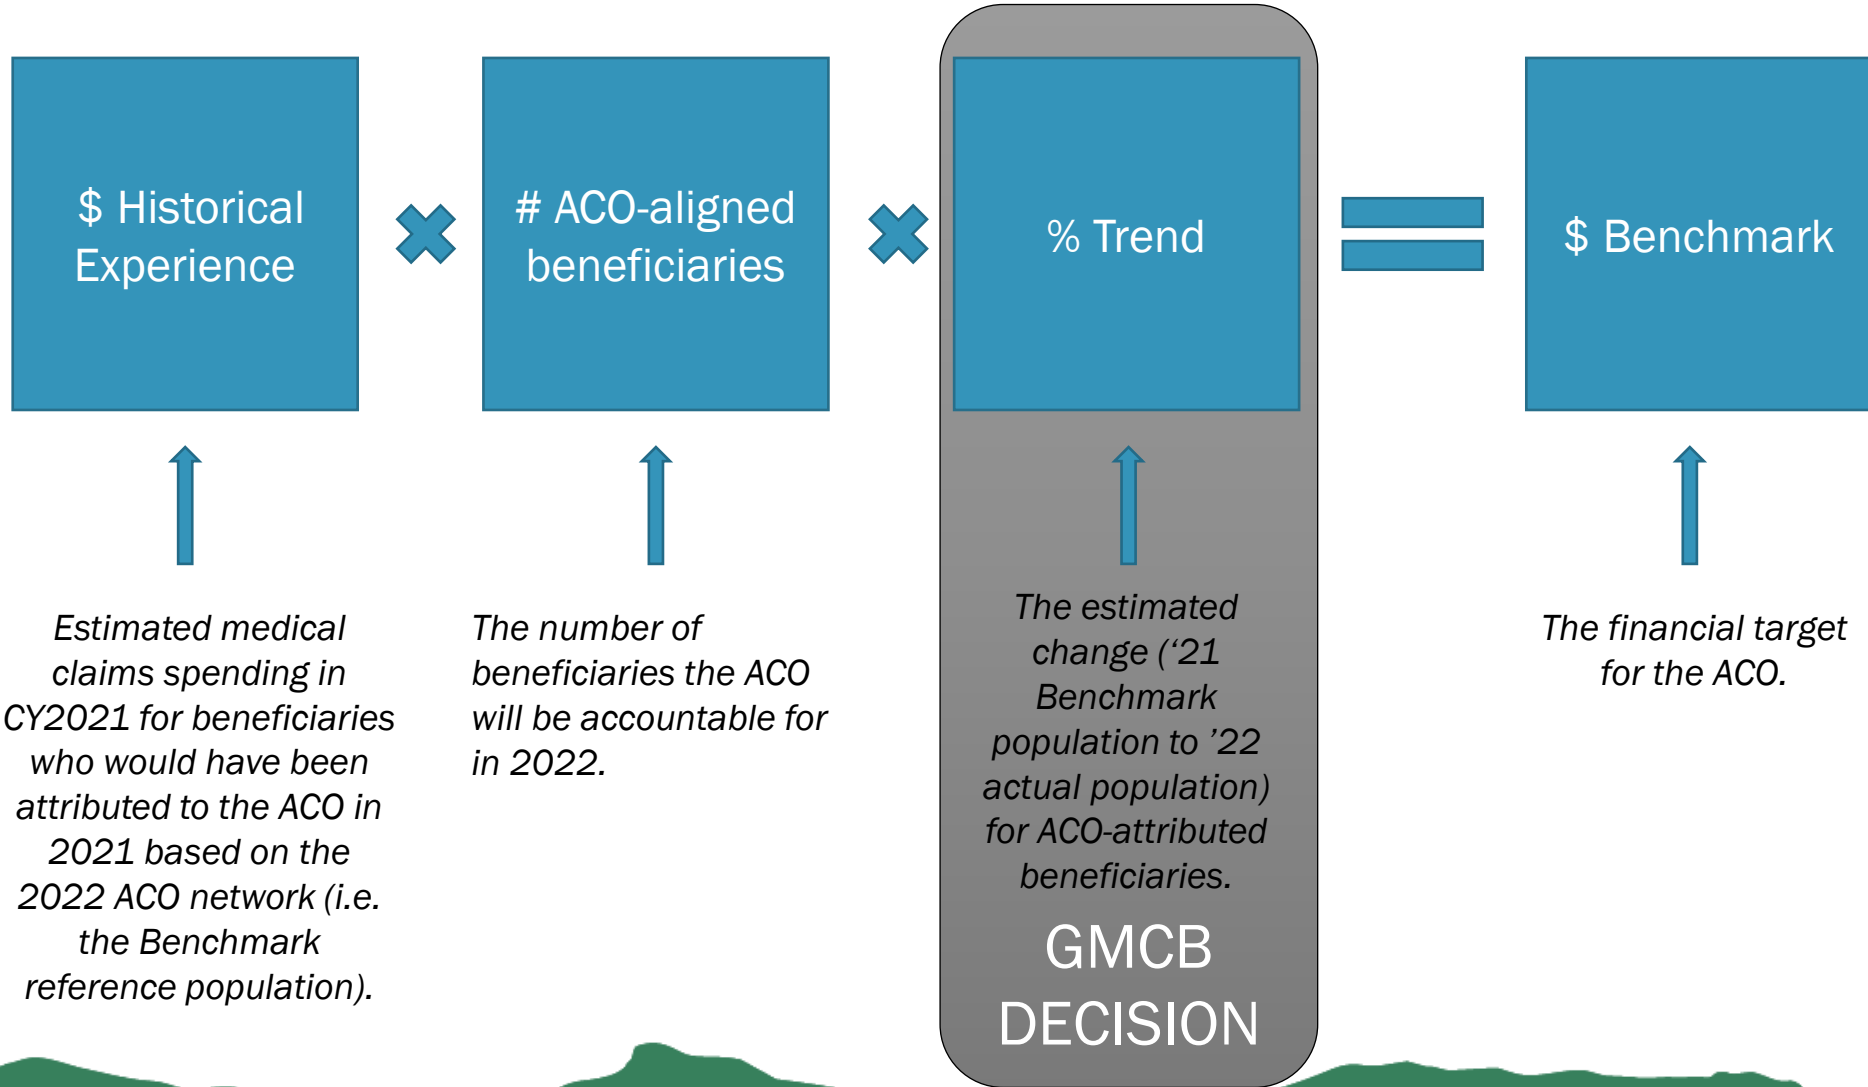 $ Historical
Experience
# ACO-aligned
beneficiaries
% Trend
$ Benchmark
Estimated medical
claims spending in
CY2021 for beneficiaries
who would have been
attributed to the ACO in
2021 based on the
2022 ACO network (i.e.
the Benchmark
reference population).
The number of
beneficiaries the ACO
will be accountable for
in 2022.
The estimated
change (‘21
Benchmark
population to ’22
actual population)
for ACO-attributed
beneficiaries.
GMCB
DECISION
The financial target
for the ACO.